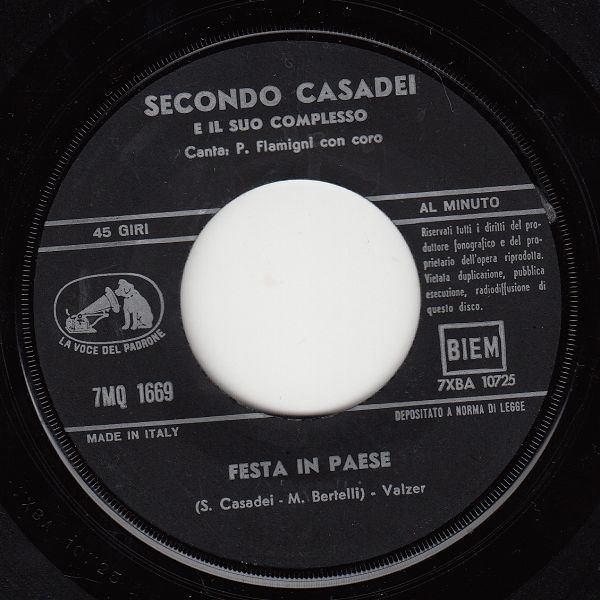 SECONDO CASADEI
E IL SUO COMPLESSO
Canta: P. Flamigni con coro
45 GIRI
AL MINUTO
Riservati tutti i diritti del pro-
duttore fonografico e del pro-
prietario dell'opera riprodotta.
Vietata duplicazione, pubblica
esecuzione, radiodiffusione di
questo disco.
LA VOCE DEL PADRONE
BIEM
7MQ 1669
7XBA 10725
DEPOSITATO A NORMA DI LEGGE
MADE IN ITALY
FESTA IN PAESE
(S. Casadei - M. Bertelli) - Valzer